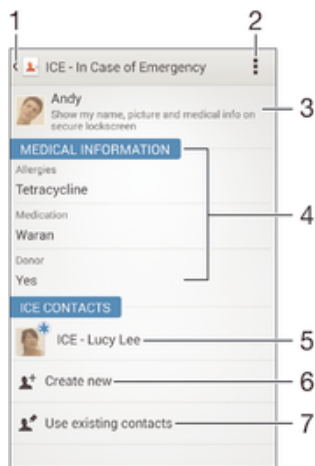 1
2
ICE - In Case of Emergency
Andy
Show my name, picture and medical info on
secure lockscreen
3
MEDICAL INFORMATION
Allergies
Tetracycline
Medication
Waran
4
Donor
Yes
ICE CONTACTS
ICE - Lucy Lee
5
Create new
6
Use existing contacts
7